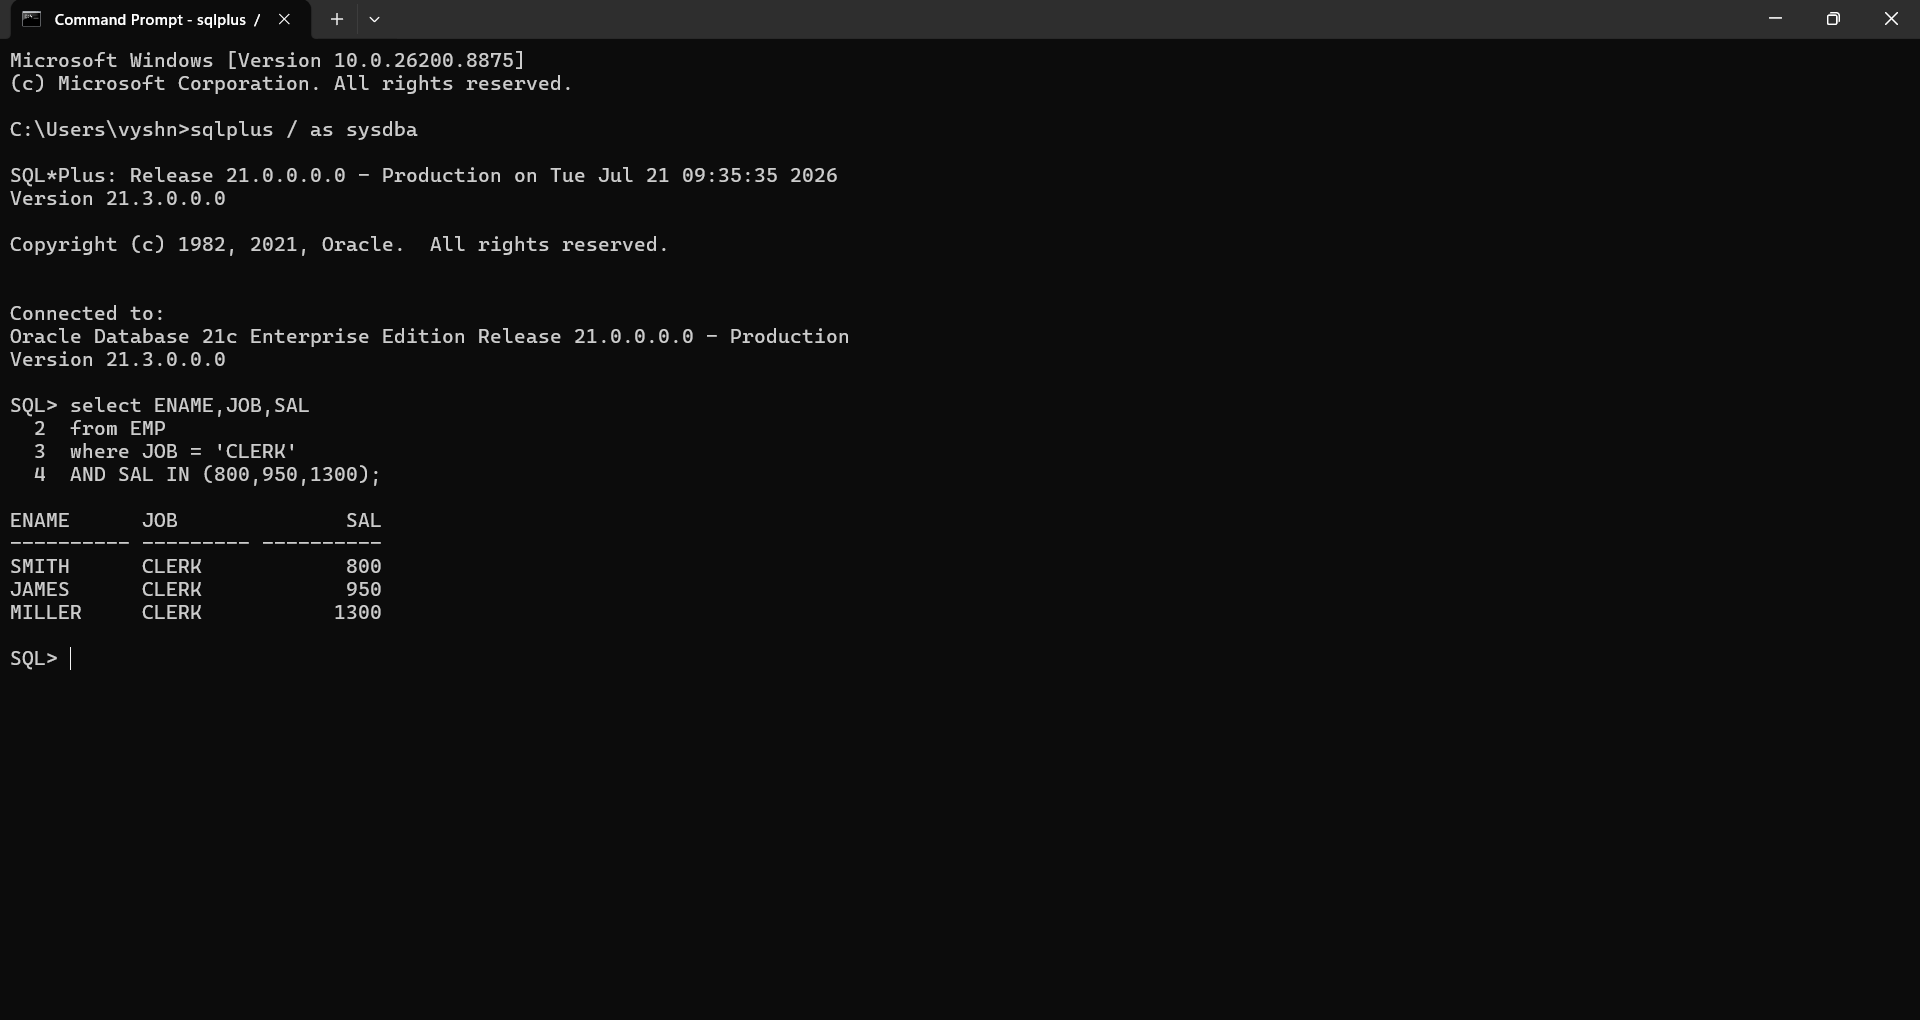 Command Prompt - sqlplus /
Microsoft Windows [Version 10.0.26200.8875]
(c) Microsoft Corporation. All rights reserved.
C:\Users\vyshn>sqlplus / as sysdba
SQL*Plus: Release 21.0.0.0.0 - Production on Tue Jul 21 09:35:35 2026
Version 21.3.0.0.0
Copyright (c) 1982, 2021, Oracle.  All rights reserved.
Connected to:
Oracle Database 21c Enterprise Edition Release 21.0.0.0.0 - Production
Version 21.3.0.0.0
SQL> select ENAME,JOB,SAL
  2  from EMP
  3  where JOB = 'CLERK'
  4  AND SAL IN (800,950,1300);
ENAME      JOB              SAL
---------- --------- ----------
SMITH      CLERK            800
JAMES      CLERK            950
MILLER     CLERK           1300
SQL>